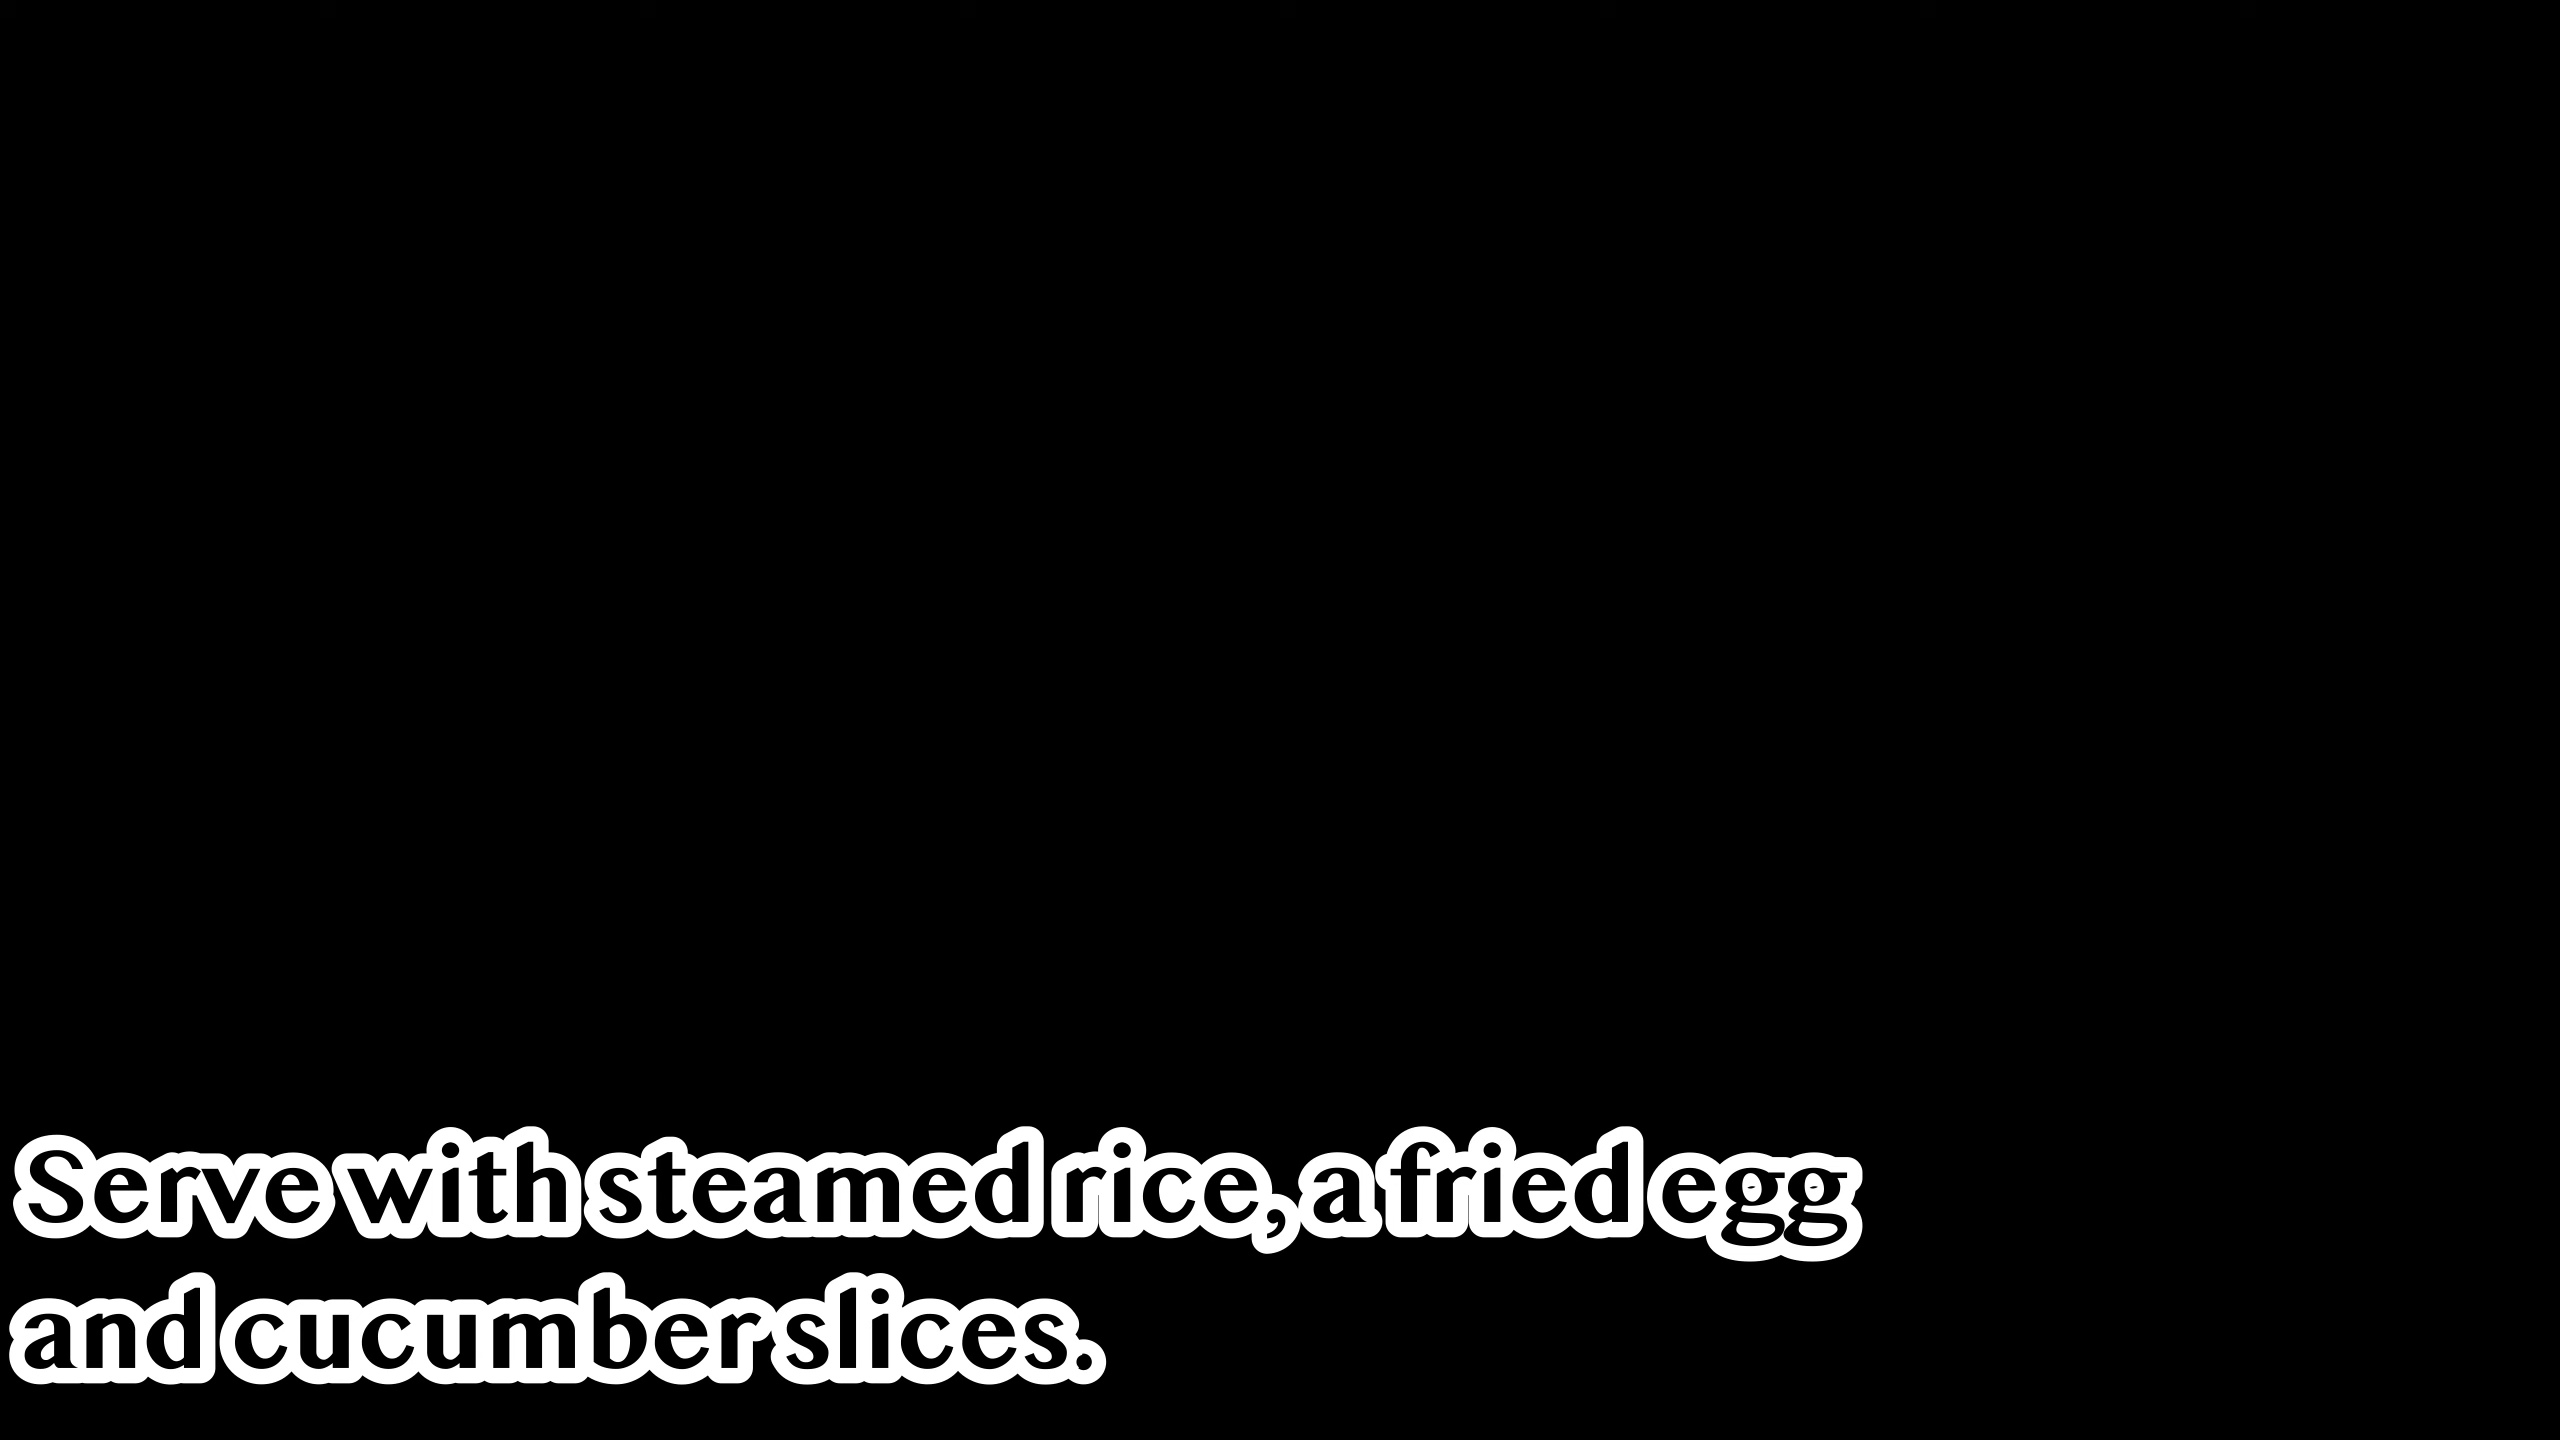 Serve with steamed rice, a fried egg
and cucumber slices.